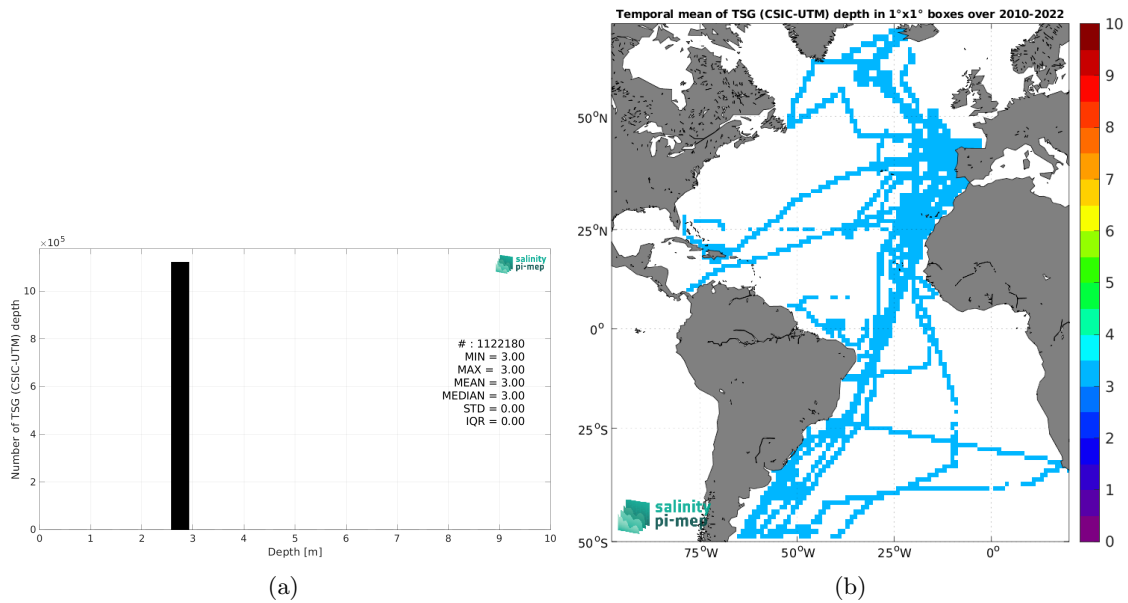 ×10⁵
10
8
6
4
2
0
Number of TSG (CSIC-UTM) depth
salinity
pi-mep
# : 1122180
MIN = 3.00
MAX = 3.00
MEAN = 3.00
MEDIAN = 3.00
STD = 0.00
IQR = 0.00
0 1 2 3 4 5 6 7 8 9 10
Depth [m]
(a)
Temporal mean of TSG (CSIC-UTM) depth in 1°x1° boxes over 2010-2022
50°N
25°N
0°
25°S
50°S
75°W 50°W 25°W 0°
salinity
pi-mep
10
9
8
7
6
5
4
3
2
1
0
(b)